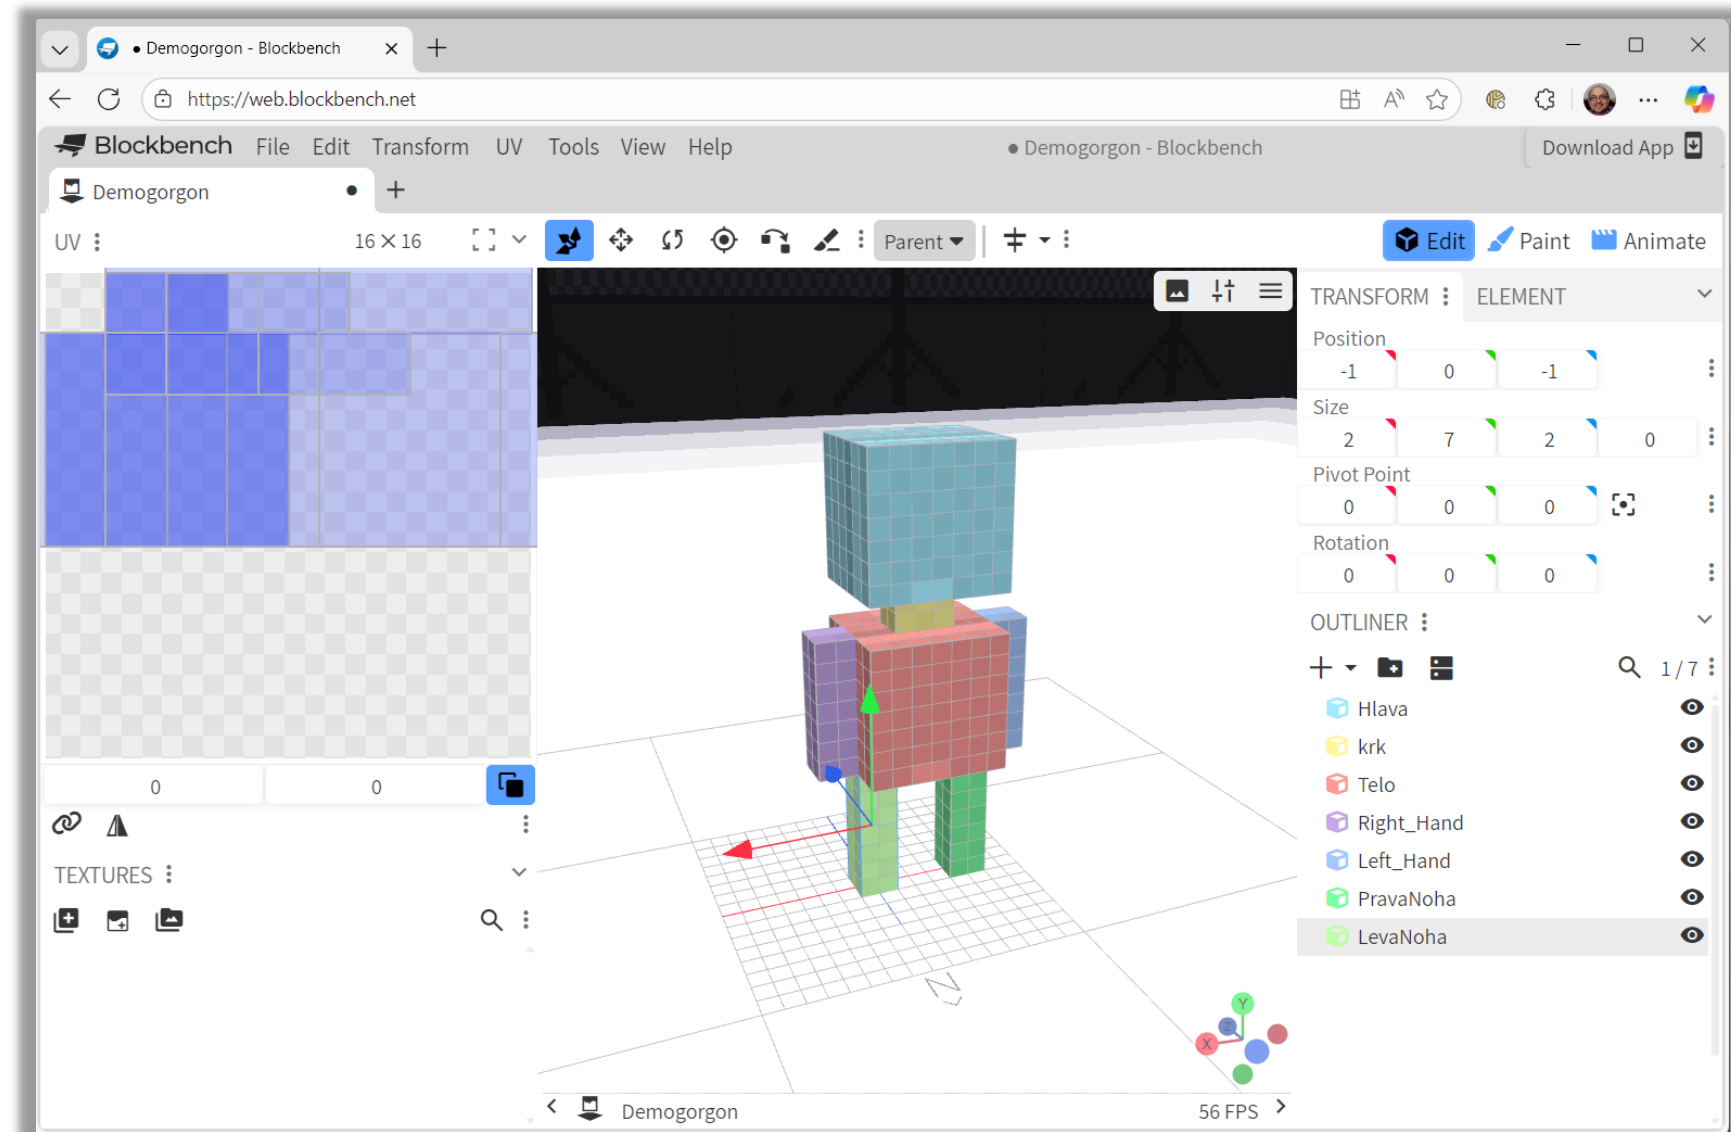 Demogorgon - Blockbench
https://web.blockbench.net
Blockbench File Edit Transform UV Tools View Help ● Demogorgon - Blockbench Download App
Demogorgon
UV 16 × 16 Parent Edit Paint Animate
TRANSFORM ELEMENT
Position
-1 0 -1
Size
2 7 2 0
Pivot Point
0 0 0
Rotation
0 0 0
OUTLINER
1 / 7
Hlava
krk
Telo
Right_Hand
Left_Hand
PravaNoha
LevaNoha
0 0
TEXTURES
N
Y
Z
X
Demogorgon 56 FPS